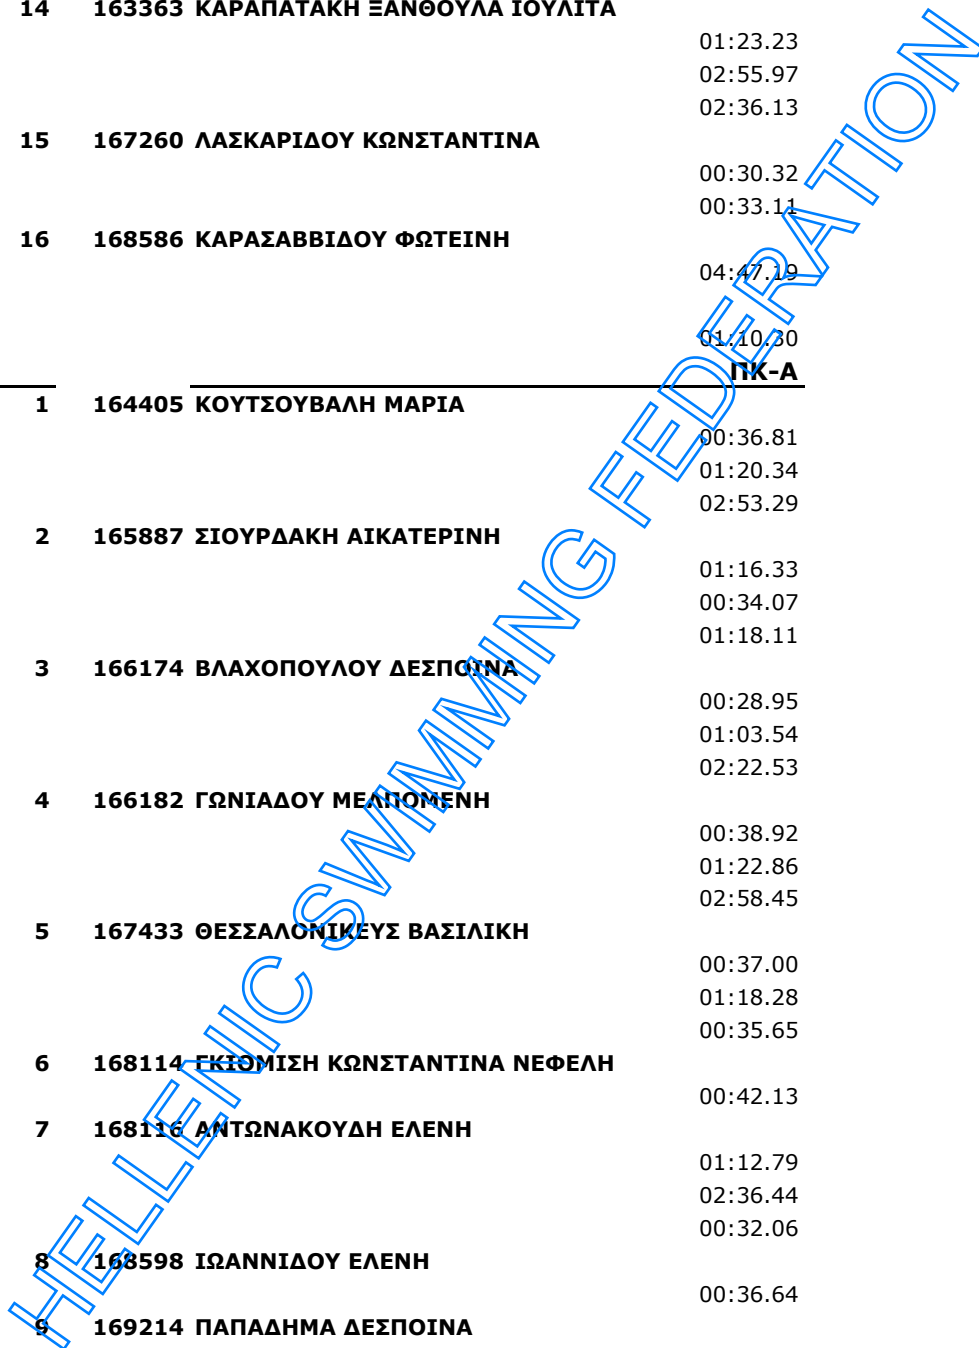 14 163363 ΚΑΡΑΠΑΤΑΚΗ ΞΑΝΘΟΥΛΑ ΙΟΥΛΙΤΑ
01:23.23
02:55.97
02:36.13
15 167260 ΛΑΣΚΑΡΙΔΟΥ ΚΩΝΣΤΑΝΤΙΝΑ
00:30.32
00:33.11
16 168586 ΚΑΡΑΣΑΒΒΙΔΟΥ ΦΩΤΕΙΝΗ
04:47.19
01:10.30
ΠΚ-Α
1 164405 ΚΟΥΤΣΟΥΒΑΛΗ ΜΑΡΙΑ
00:36.81
01:20.34
02:53.29
2 165887 ΣΙΟΥΡΔΑΚΗ ΑΙΚΑΤΕΡΙΝΗ
01:16.33
00:34.07
01:18.11
3 166174 ΒΛΑΧΟΠΟΥΛΟΥ ΔΕΣΠΟΙΝΑ
00:28.95
01:03.54
02:22.53
4 166182 ΓΩΝΙΑΔΟΥ ΜΕΛΠΟΜΕΝΗ
00:38.92
01:22.86
02:58.45
5 167433 ΘΕΣΣΑΛΟΝΙΚΕΥΣ ΒΑΣΙΛΙΚΗ
00:37.00
01:18.28
00:35.65
6 168114 ΓΚΙΟΜΙΣΗ ΚΩΝΣΤΑΝΤΙΝΑ ΝΕΦΕΛΗ
00:42.13
7 168116 ΑΝΤΩΝΑΚΟΥΔΗ ΕΛΕΝΗ
01:12.79
02:36.44
00:32.06
8 168598 ΙΩΑΝΝΙΔΟΥ ΕΛΕΝΗ
00:36.64
9 169214 ΠΑΠΑΔΗΜΑ ΔΕΣΠΟΙΝΑ
HELLENIC SWIMMING FEDERATION